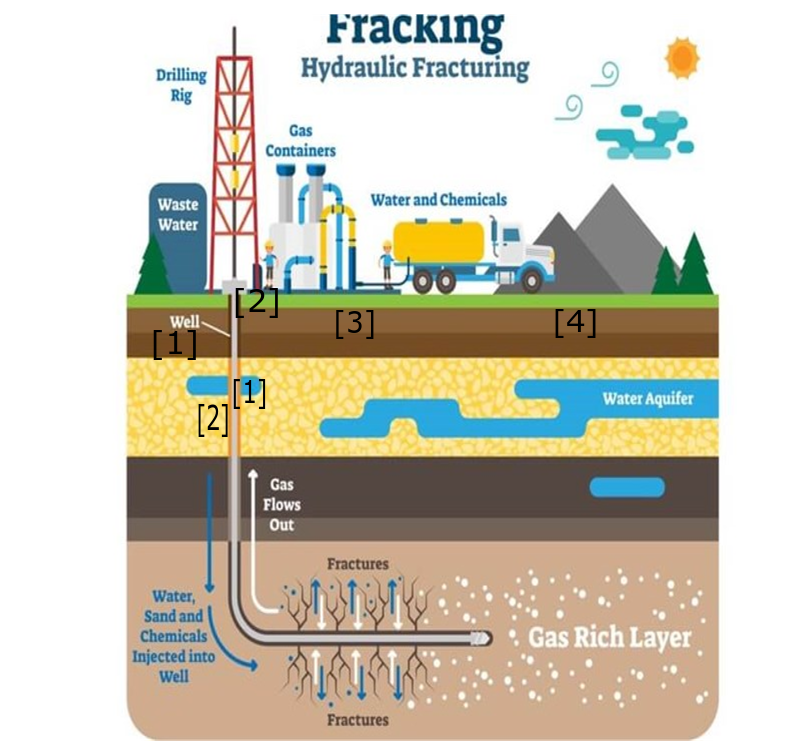 Fracking
Hydraulic Fracturing
Drilling
Rig
Gas
Containers
Waste
Water
Water and Chemicals
[2]
Well
[3]
[4]
[1]
[1]
[2]
Water Aquifer
Gas
Flows
Out
Fractures
Water,
Sand and
Chemicals
Injected into
Well
Gas Rich Layer
Fractures